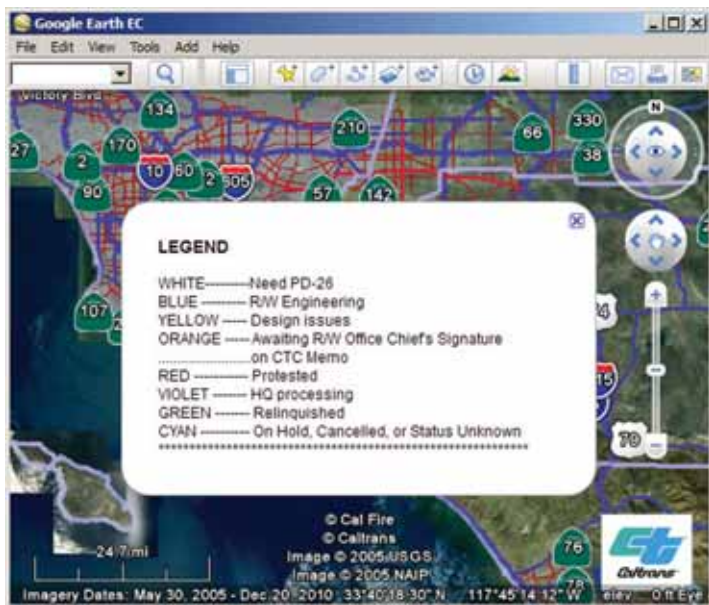 Google Earth EC
File Edit View Tools Add Help
Victory Blvd
134
210
330
66
27
170
38
2
10
60
2
605
90
57
142
N
LEGEND
WHITE----------Need PD-26
BLUE --------- R/W Engineering
YELLOW ----- Design issues
ORANGE ---- Awaiting R/W Office Chief's Signature
........................on CTC Memo
RED ---------- Protested
VIOLET ------- HQ processing
GREEN ------- Relinquished
CYAN ---------- On Hold, Cancelled, or Status Unknown
************************************************************
107
15
79
© Cal Fire
© Caltrans
Image © 2005 USGS
Image © 2005 NAIP
24.7 mi
76
78
ct
Caltrans
Imagery Dates: May 30, 2005 - Dec 20, 2010 33°40'18.30" N 117°45'14.12" W elev 0 ft Eye